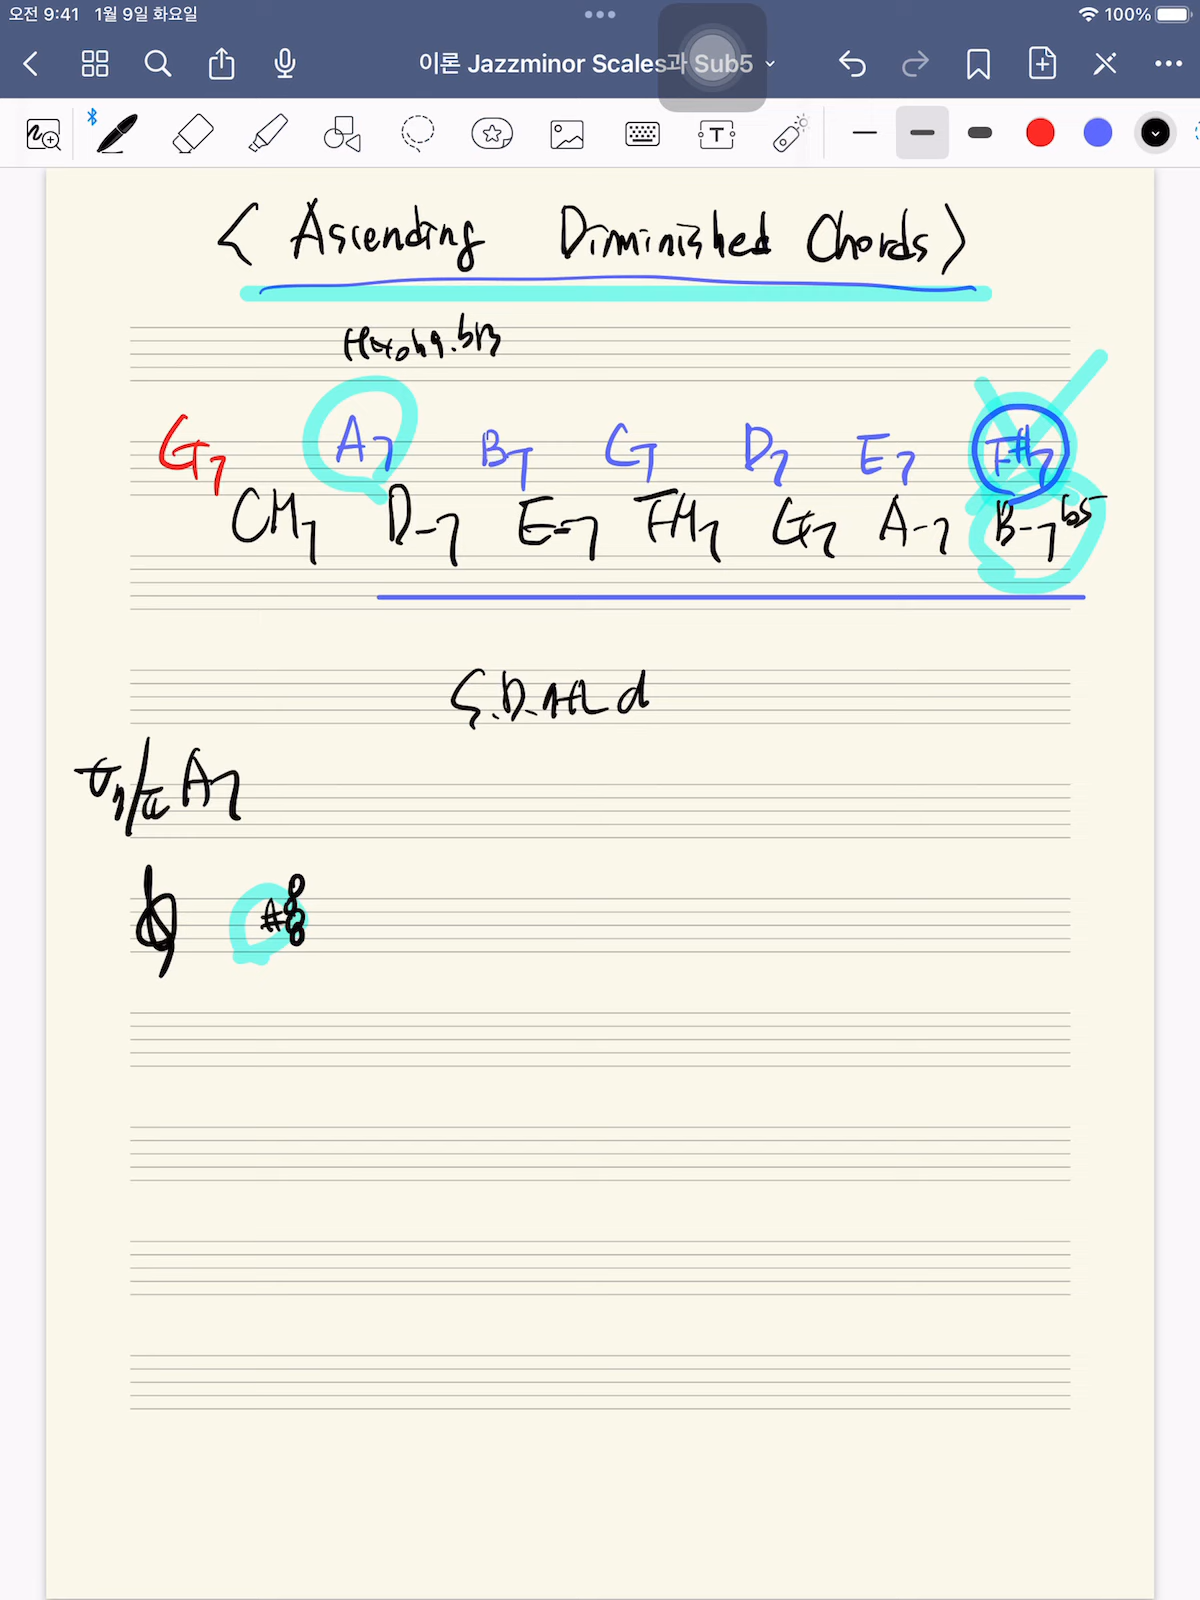 오전 9:41 1월 9일 화요일 100%
이론 Jazzminor Scales과 Sub5
T
< Ascending Diminished Chords >
G7 A7 B7 C7 D7 E7 F#7
CM7 D-7 E-7 FM7 G7 A-7 B-7b5
A7